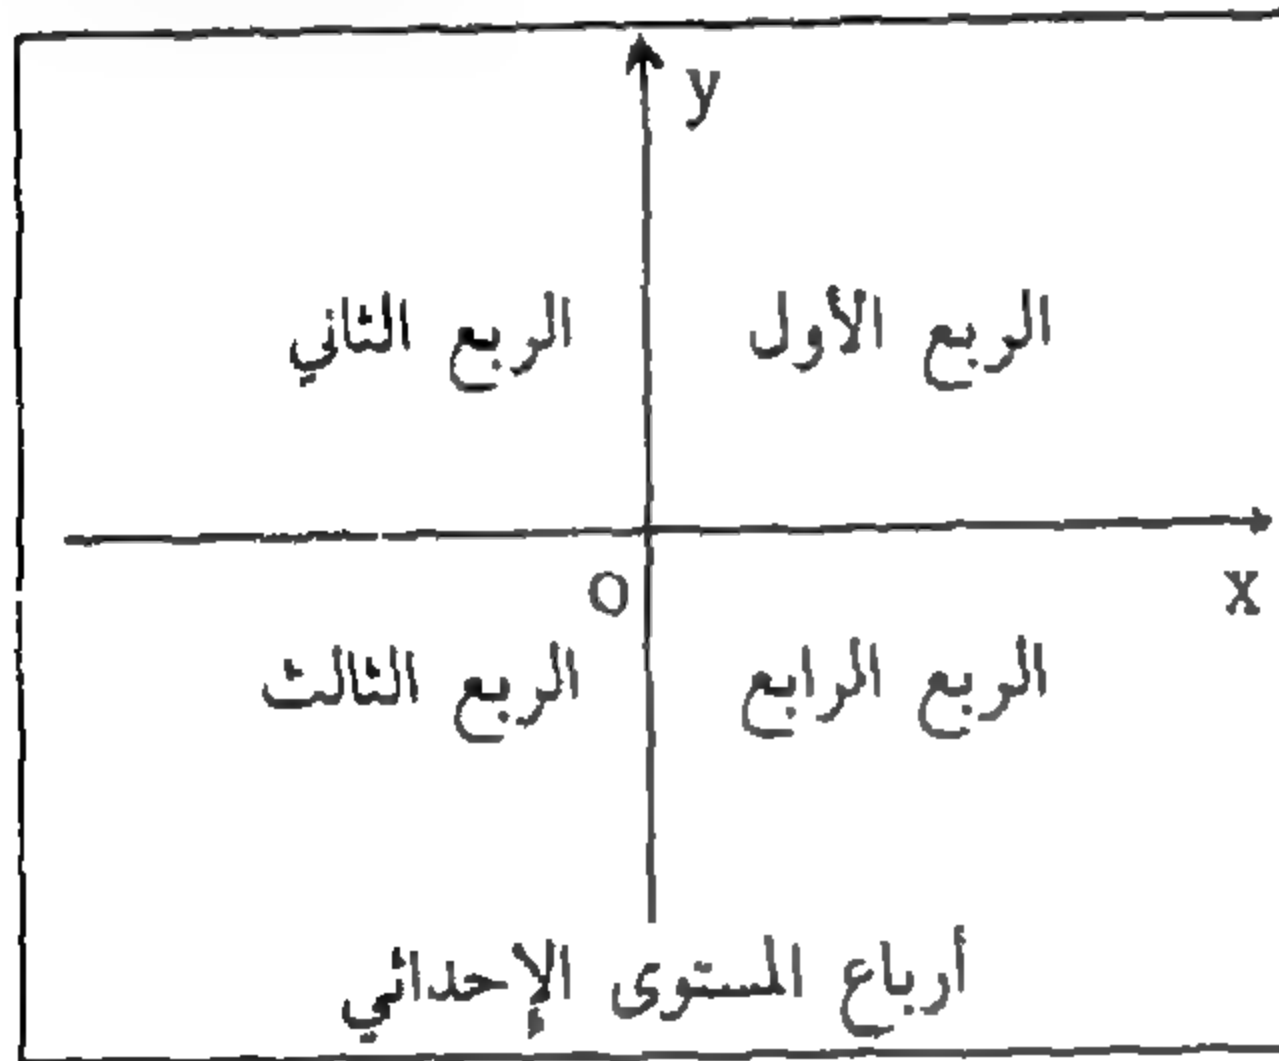 y
الربع الأول
الربع الثاني
O
x
الربع الرابع
الربع الثالث
أرباع المستوى الإحداثي